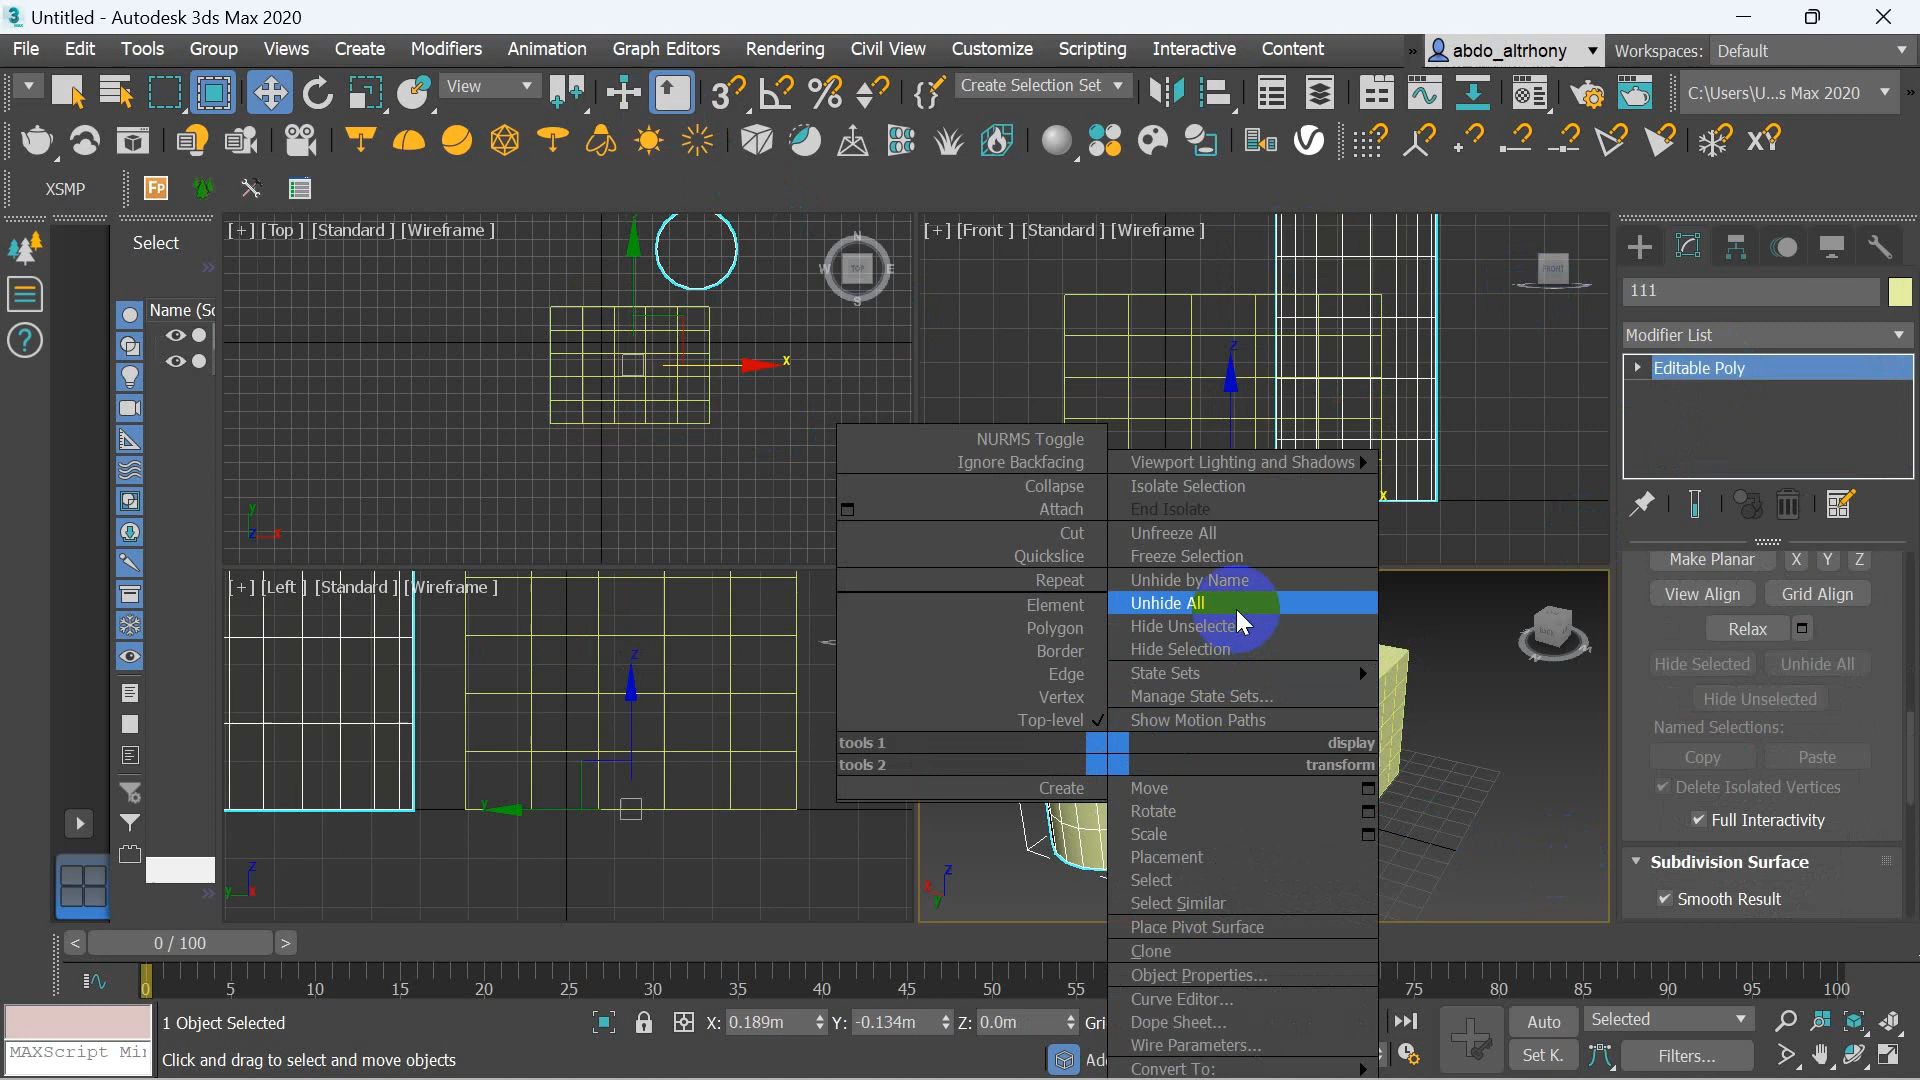 Untitled - Autodesk 3ds Max 2020
File Edit Tools Group Views Create Modifiers Animation Graph Editors Rendering Civil View Customize Scripting Interactive Content
abdo_altrhony Workspaces: Default
View Create Selection Set C:\Users\U...s Max 2020
XSMP
Select
Name (Sc
[+] [Top ] [Standard ] [Wireframe ]
[+] [Front ] [Standard ] [Wireframe ]
[+] [Left ] [Standard ] [Wireframe ]
111
Modifier List
Editable Poly
NURMS Toggle
Ignore Backfacing
Collapse
Attach
Cut
Quickslice
Repeat
Element
Polygon
Border
Edge
Vertex
Top-level
tools 1
tools 2
Create
Viewport Lighting and Shadows
Isolate Selection
End Isolate
Unfreeze All
Freeze Selection
Unhide by Name
Unhide All
Hide Unselecte
Hide Selection
State Sets
Manage State Sets...
Show Motion Paths
display
transform
Move
Rotate
Scale
Placement
Select
Select Similar
Place Pivot Surface
Clone
Object Properties...
Curve Editor...
Dope Sheet...
Wire Parameters...
Convert To:
Make Planar X Y Z
View Align Grid Align
Relax
Hide Selected Unhide All
Hide Unselected
Named Selections:
Copy Paste
Delete Isolated Vertices
Full Interactivity
Subdivision Surface
Smooth Result
< 0 / 100 >
0 5 10 15 20 25 30 35 40 45 50 55 75 80 85 90 95 100
1 Object Selected X: 0.189m Y: -0.134m Z: 0.0m Gri Auto Selected
MAXScript Mi Click and drag to select and move objects Set K. Filters...